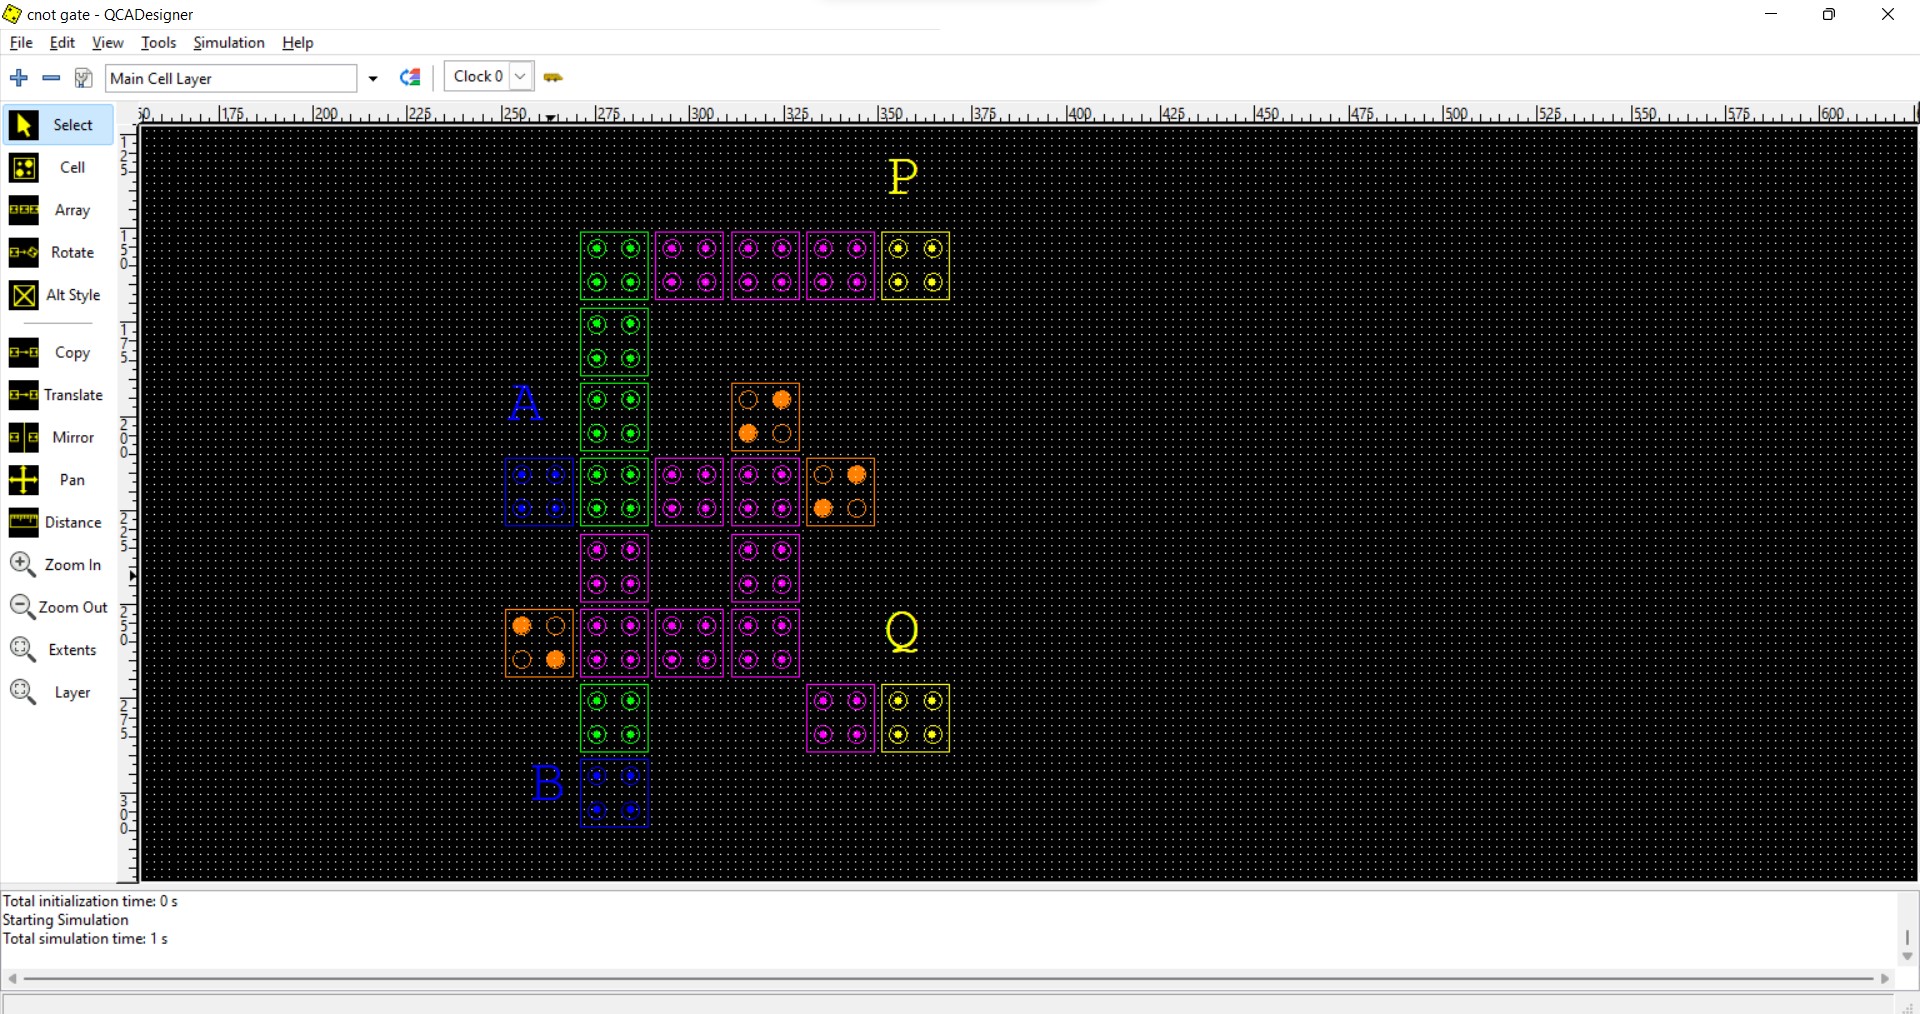 cnot gate - QCADesigner
File Edit View Tools Simulation Help
Main Cell Layer Clock 0
175 200 225 250 275 300 325 350 375 400 425 450 475 500 525 550 575 600
Select
Cell
Array
Rotate
Alt Style
Copy
Translate
Mirror
Pan
Distance
Zoom In
Zoom Out
Extents
Layer
125
150
175
200
225
250
275
300
P
A
Q
B
Total initialization time: 0 s
Starting Simulation
Total simulation time: 1 s